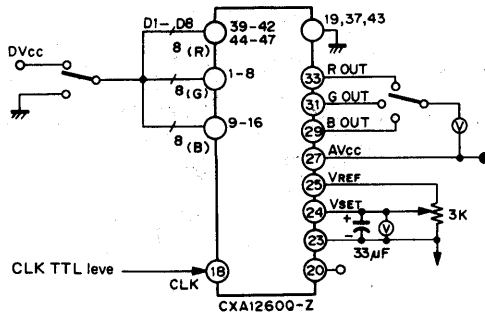 D1-, D8
39-42
44-47
19,37,43
DVcc
8 (R)
33
R OUT
1-8
8 (G)
31
G OUT
29
B OUT
9-16
8 (B)
V
27
AVcc
25
VREF
24
VSET
3K
+
-
V
23
33µF
CLK TTL leve
18
CLK
20
CXA1260Q-Z